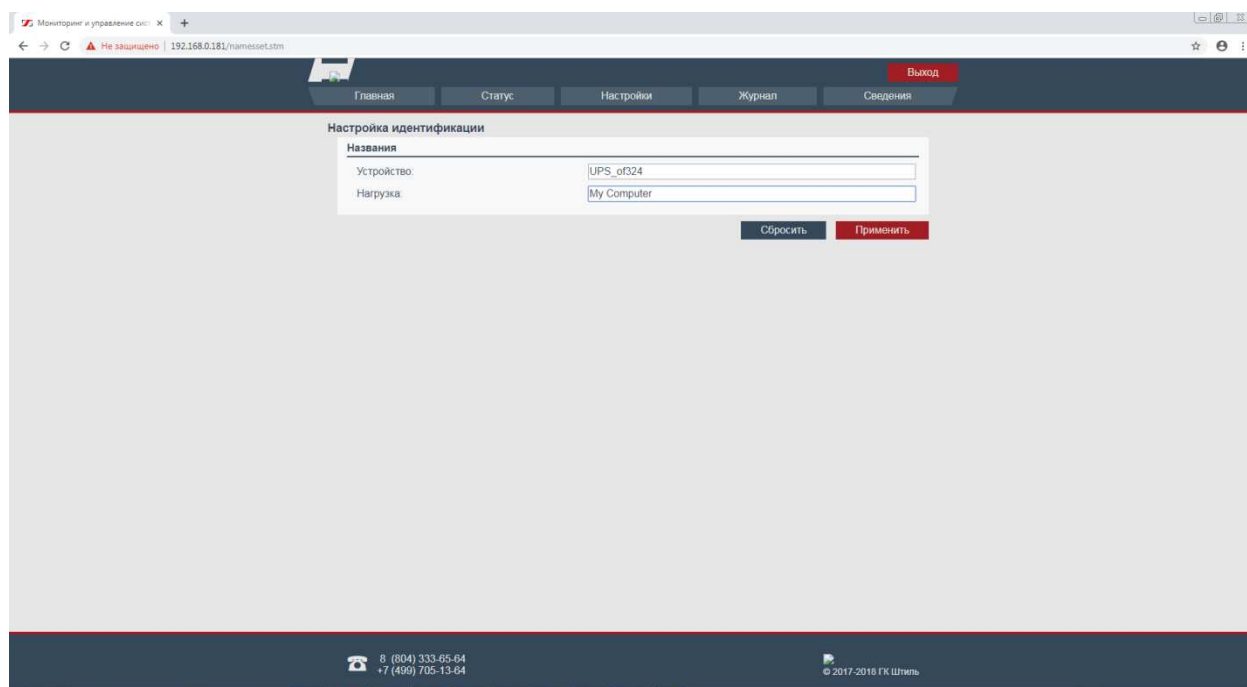 Мониторинг и управление сис
Не защищено | 192.168.0.181/namesset.stm
Выход
Главная Статус Настройки Журнал Сведения
Настройка идентификации
Названия
Устройство: UPS_of324
Нагрузка: My Computer
Сбросить Применить
8 (804) 333-65-64
+7 (499) 705-13-64
© 2017-2018 ГК Штиль